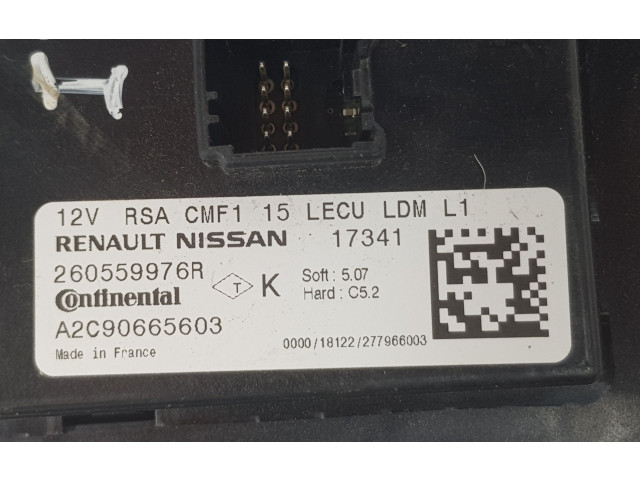 12V RSA CMF1 15 LECU LDM L1
RENAULT NISSAN 17341
260559976R
Continental T K Soft : 5.07
Hard : C5.2
A2C90665603
Made in France 0000/18122/277966003